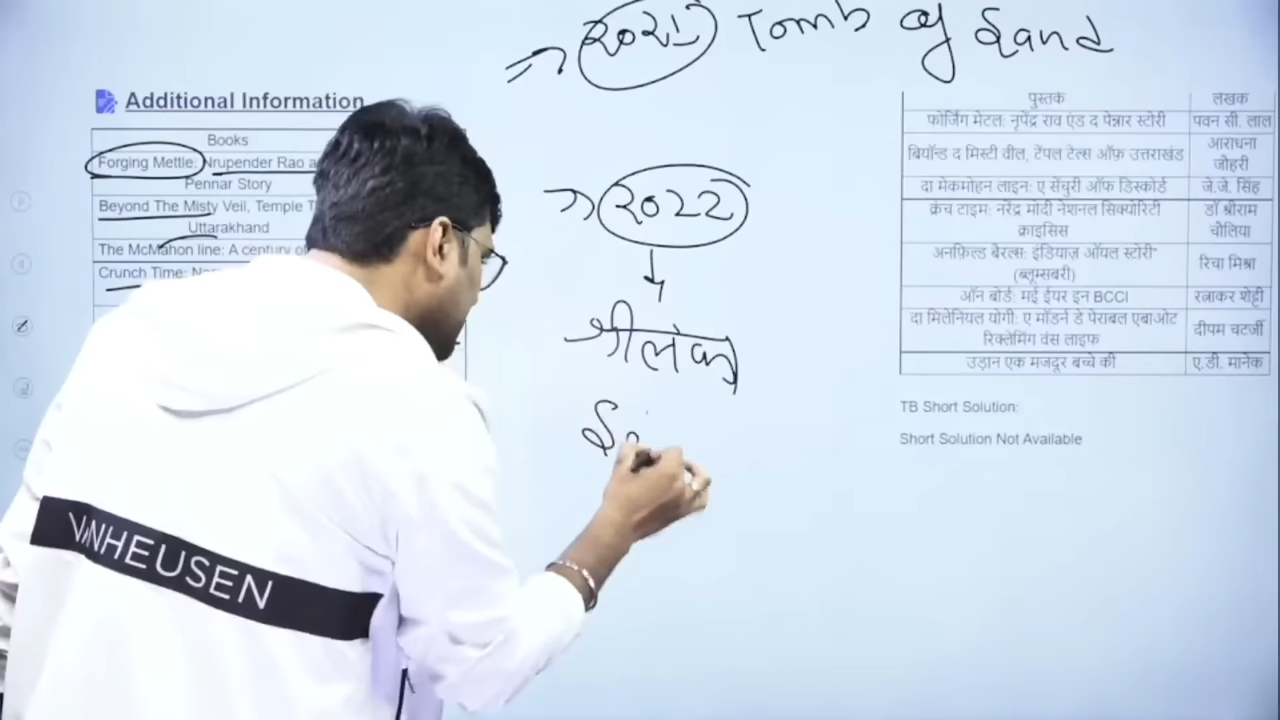 2021 Tomb of Sand
Additional Information
Books
Forging Mettle: Nrupender Rao a
Pennar Story
Beyond The Misty Veil, Temple T
Uttarakhand
The McMahon line: A century of
Crunch Time:
2022
श्रीलंका
पुस्तक लेखक
फोर्जिंग मेटल: नृपेंद्र राव एंड द पेन्नार स्टोरी पवन सी. लाल
बियॉन्ड द मिस्टी वील, टेंपल टेल्स ऑफ़ उत्तराखंड आराधना
जोहरी
दा मेकमोहन लाइन: ए सेंचुरी ऑफ डिस्कोर्ड जे.जे. सिंह
क्रंच टाइम: नरेंद्र मोदी नेशनल सिक्योरिटी डॉ श्रीराम
क्राइसिस चौलिया
अनफ़िल्ड बैरल्स: इंडियाज़ ऑयल स्टोरी" रिचा मिश्रा
(ब्लूम्सबरी)
ऑन बोर्ड: मई ईयर इन BCCI रत्नाकर शेट्टी
दा मिलेनियल योगी: ए मॉडर्न डे पैराबल एबाओट दीपम चटर्जी
रिक्लेमिंग वंस लाइफ
उड़ान एक मजदूर बच्चे की ए.डी. मानेक
TB Short Solution:
Short Solution Not Available
VANHEUSEN